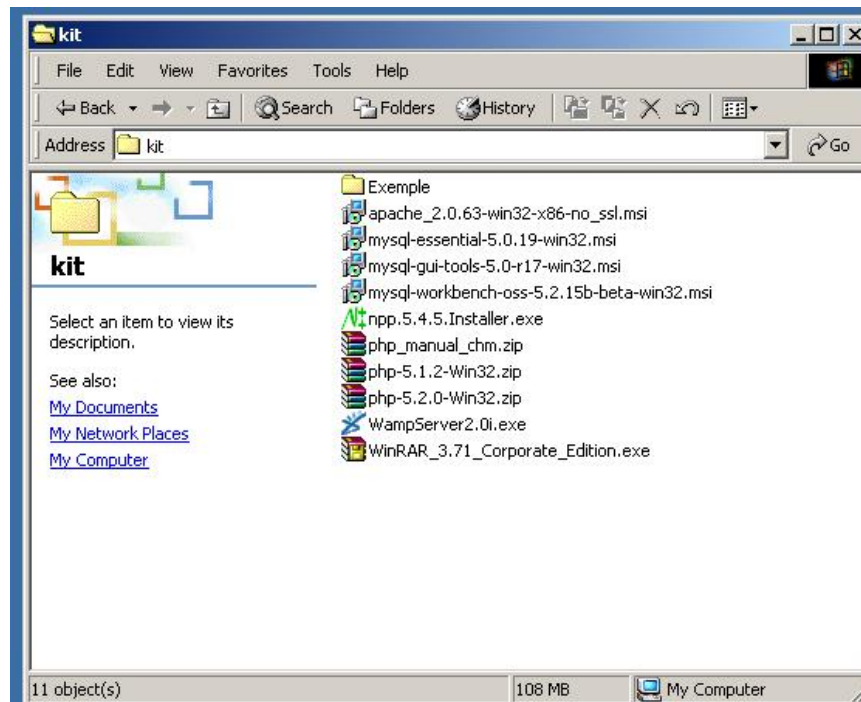 kit
File Edit View Favorites Tools Help
Back Search Folders History
Address kit Go
kit
Select an item to view its
description.
See also:
My Documents
My Network Places
My Computer
Exemple
apache_2.0.63-win32-x86-no_ssl.msi
mysql-essential-5.0.19-win32.msi
mysql-gui-tools-5.0-r17-win32.msi
mysql-workbench-oss-5.2.15b-beta-win32.msi
npp.5.4.5.Installer.exe
php_manual_chm.zip
php-5.1.2-Win32.zip
php-5.2.0-Win32.zip
WampServer2.0i.exe
WinRAR_3.71_Corporate_Edition.exe
11 object(s) 108 MB My Computer